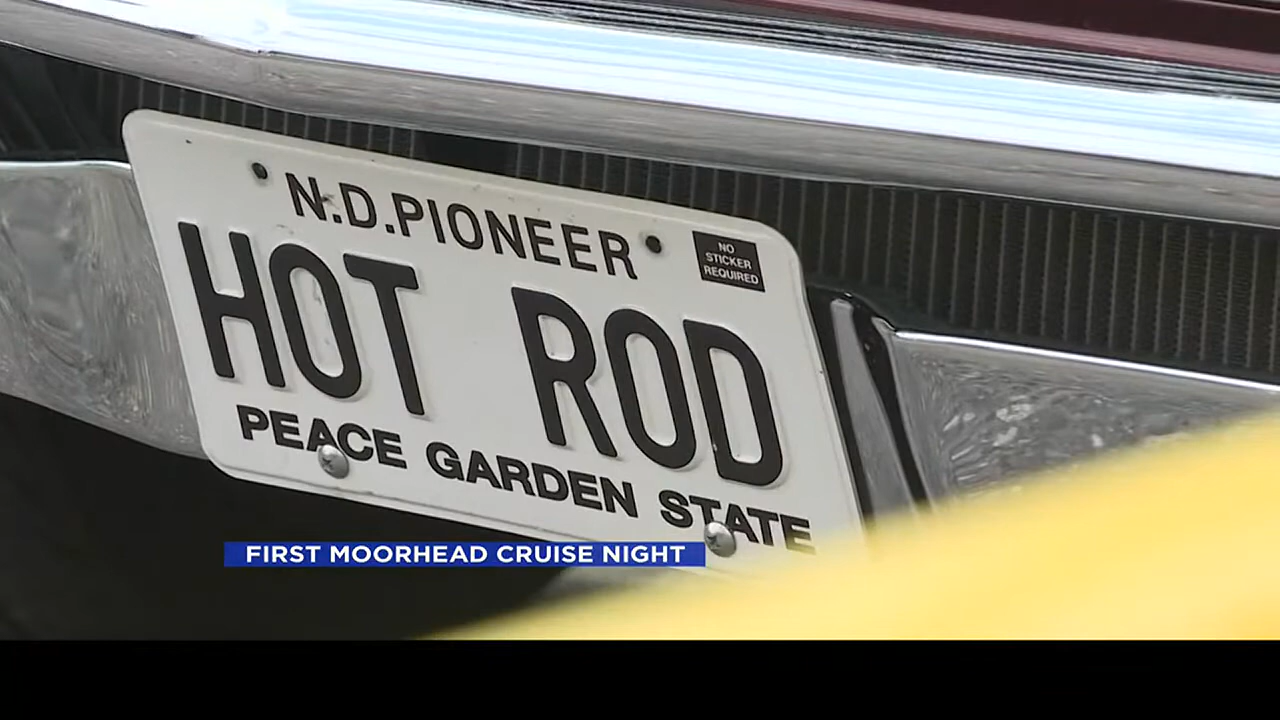 N.D.PIONEER
NO
STICKER
REQUIRED
HOT ROD
PEACE GARDEN STATE
FIRST MOORHEAD CRUISE NIGHT